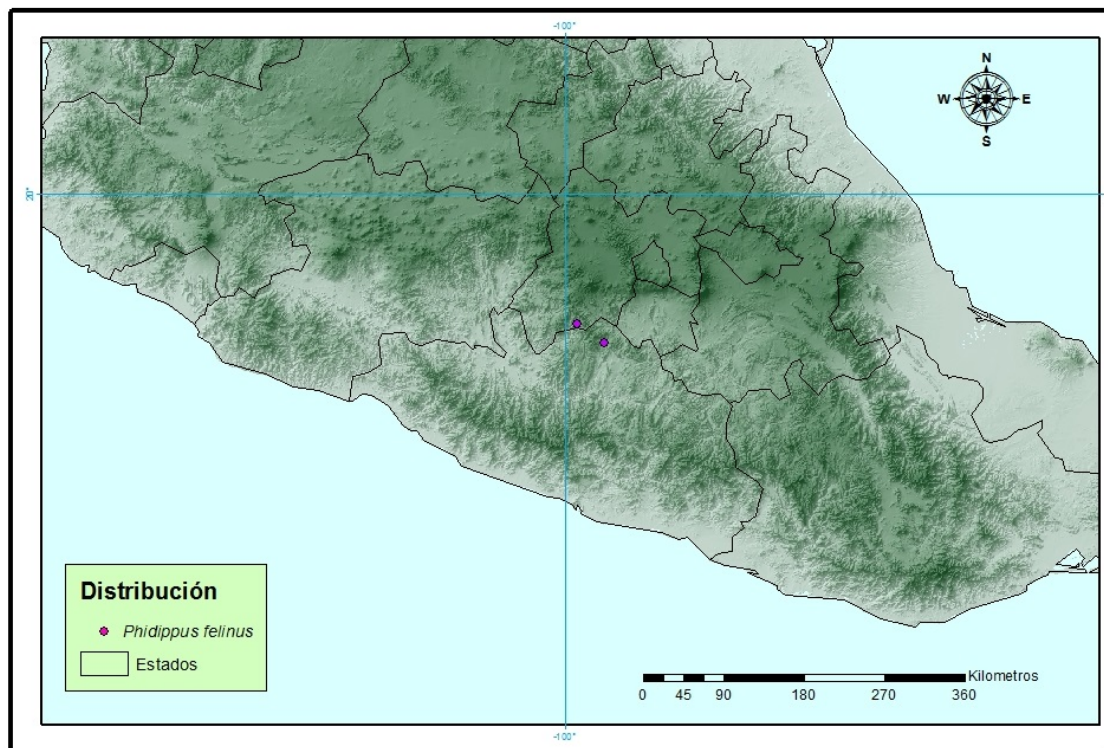 -100°
N
W E
S
20°
Distribución
Phidippus felinus
Estados
Kilometros
0 45 90 180 270 360
-100°